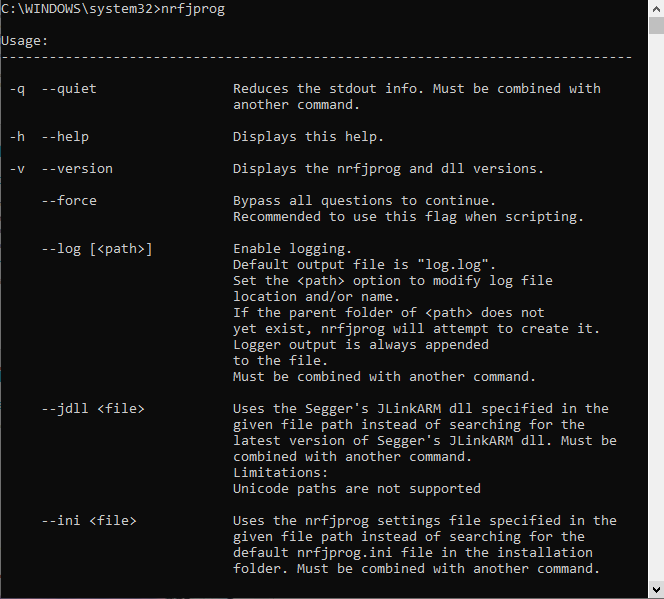 C:\WINDOWS\system32>nrfjprog
Usage:
-------------------------------------------------------------------------------
-q  --quiet                 Reduces the stdout info. Must be combined with
                            another command.
-h  --help                  Displays this help.
-v  --version               Displays the nrfjprog and dll versions.
    --force                 Bypass all questions to continue.
                            Recommended to use this flag when scripting.
    --log [<path>]          Enable logging.
                            Default output file is "log.log".
                            Set the <path> option to modify log file
                            location and/or name.
                            If the parent folder of <path> does not
                            yet exist, nrfjprog will attempt to create it.
                            Logger output is always appended
                            to the file.
                            Must be combined with another command.
    --jdll <file>           Uses the Segger's JLinkARM dll specified in the
                            given file path instead of searching for the
                            latest version of Segger's JLinkARM dll. Must be
                            combined with another command.
                            Limitations:
                            Unicode paths are not supported
    --ini <file>            Uses the nrfjprog settings file specified in the
                            given file path instead of searching for the
                            default nrfjprog.ini file in the installation
                            folder. Must be combined with another command.